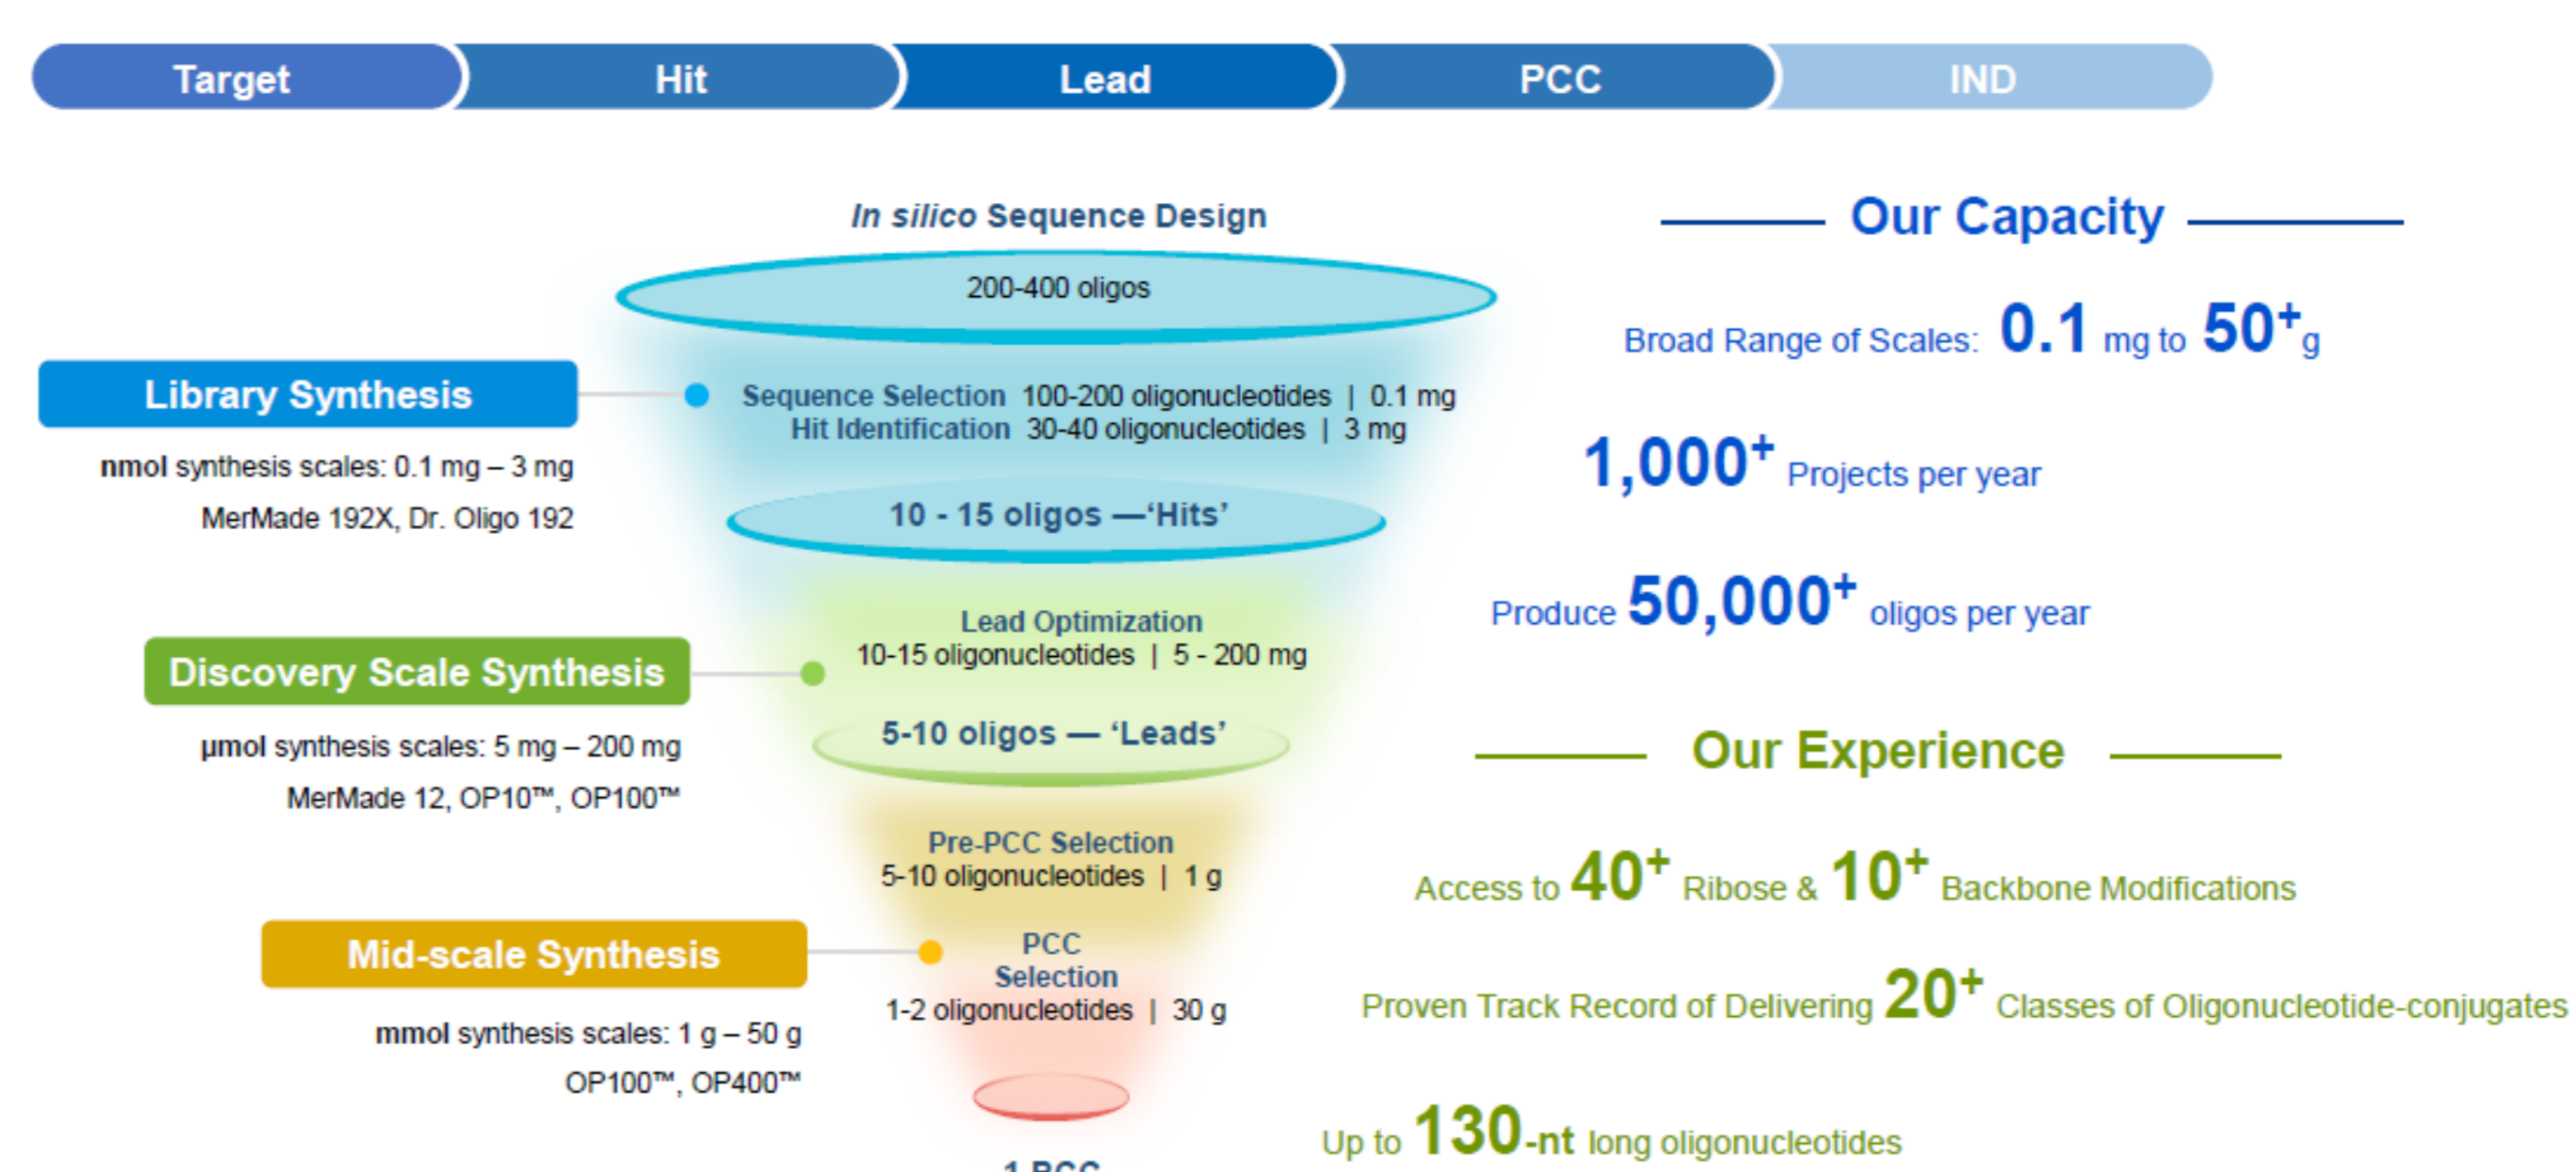 Target
Hit
Lead
PCC
IND
In silico Sequence Design
200-400 oligos
Library Synthesis
nmol synthesis scales: 0.1 mg – 3 mg
MerMade 192X, Dr. Oligo 192
Sequence Selection 100-200 oligonucleotides | 0.1 mg
Hit Identification 30-40 oligonucleotides | 3 mg
10 - 15 oligos —‘Hits’
Discovery Scale Synthesis
µmol synthesis scales: 5 mg – 200 mg
MerMade 12, OP10™, OP100™
Lead Optimization
10-15 oligonucleotides | 5 - 200 mg
5-10 oligos — ‘Leads’
Pre-PCC Selection
5-10 oligonucleotides | 1 g
Mid-scale Synthesis
mmol synthesis scales: 1 g – 50 g
OP100™, OP400™
PCC
Selection
1-2 oligonucleotides | 30 g
1 PCC
Our Capacity
Broad Range of Scales: 0.1 mg to 50+g
1,000+ Projects per year
Produce 50,000+ oligos per year
Our Experience
Access to 40+ Ribose & 10+ Backbone Modifications
Proven Track Record of Delivering 20+ Classes of Oligonucleotide-conjugates
Up to 130-nt long oligonucleotides